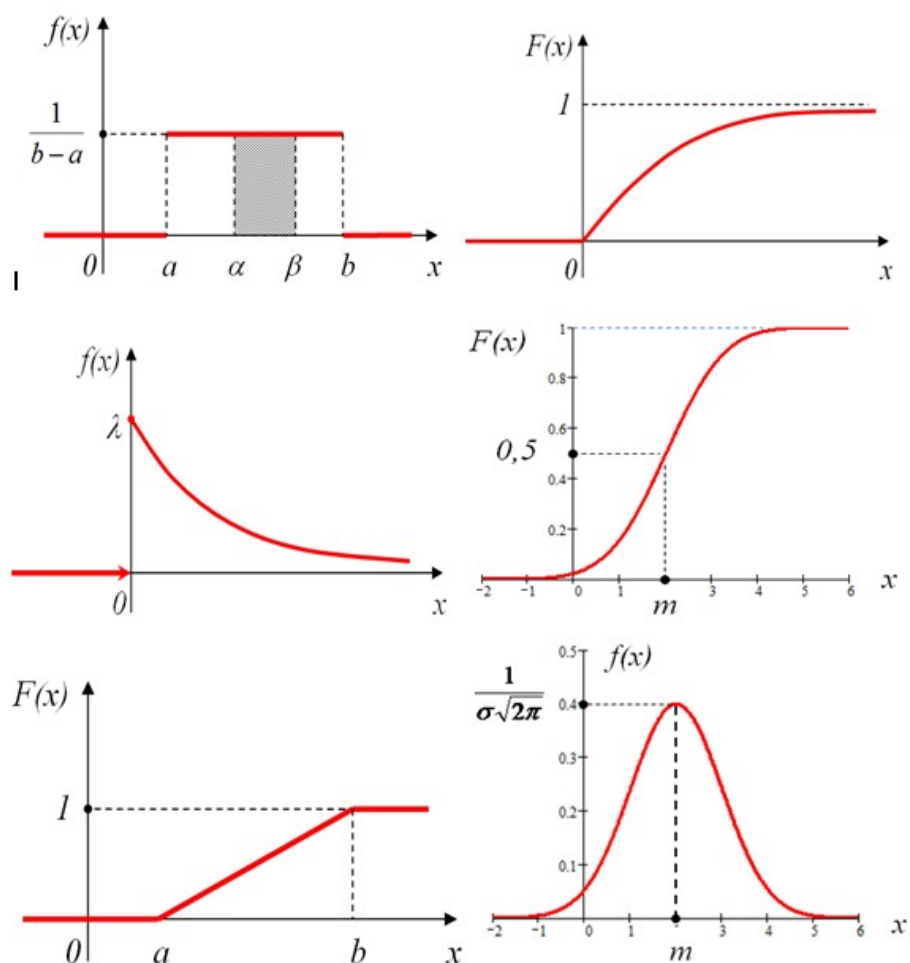 f(x)
1
b − a
0 a α β b x
F(x)
1
0 x
f(x)
λ
0 x
F(x)
1
0.8
0.6
0,5
0.4
0.2
−2 −1 0 1 m 3 4 5 6 x
F(x)
1
0 a b x
f(x)
0.5
1
σ√2π
0.4
0.3
0.2
0.1
−2 −1 0 1 m 3 4 5 6 x